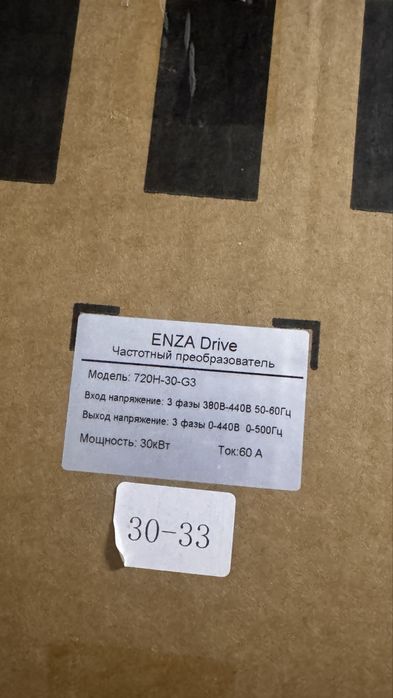 ENZA Drive
Частотный преобразователь
Модель: 720H-30-G3
Вход напряжение: 3 фазы 380В-440В 50-60Гц
Выход напряжение: 3 фазы 0-440В 0-500Гц
Мощность: 30кВт Ток:60 А
30-33